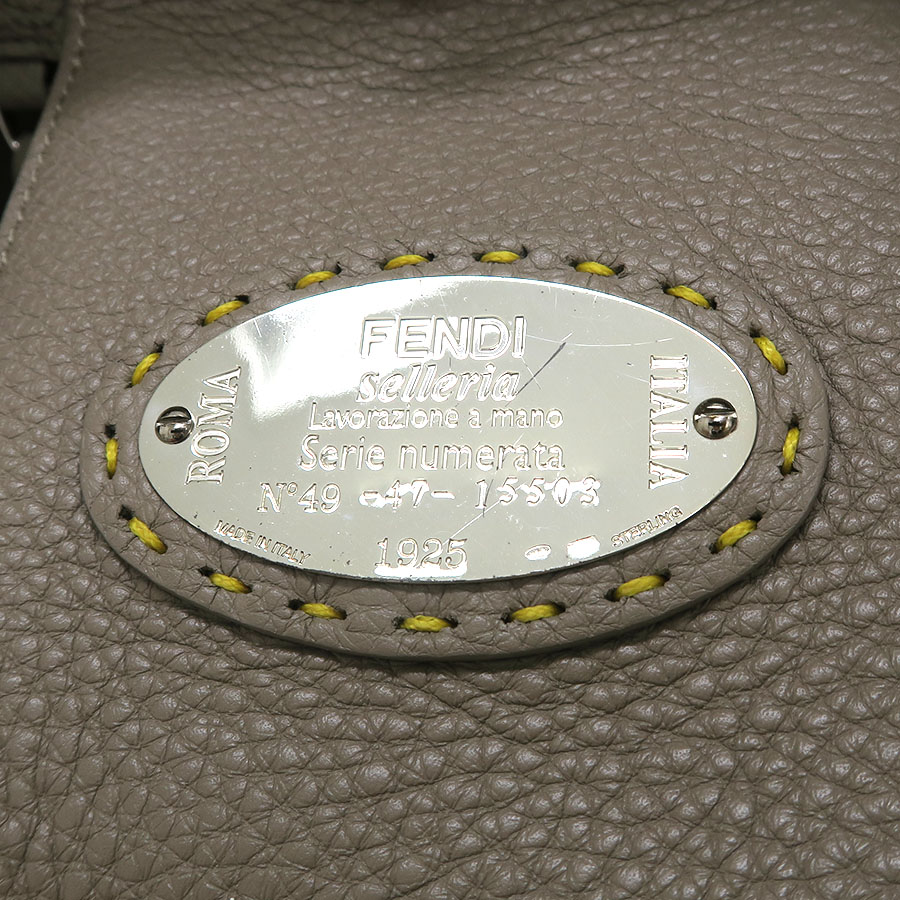 FENDI
Selleria
Lavorazione a mano
Serie numerata
N°49 -47- 15503
1925
ROMA
ITALIA
MADE IN ITALY
STERLING